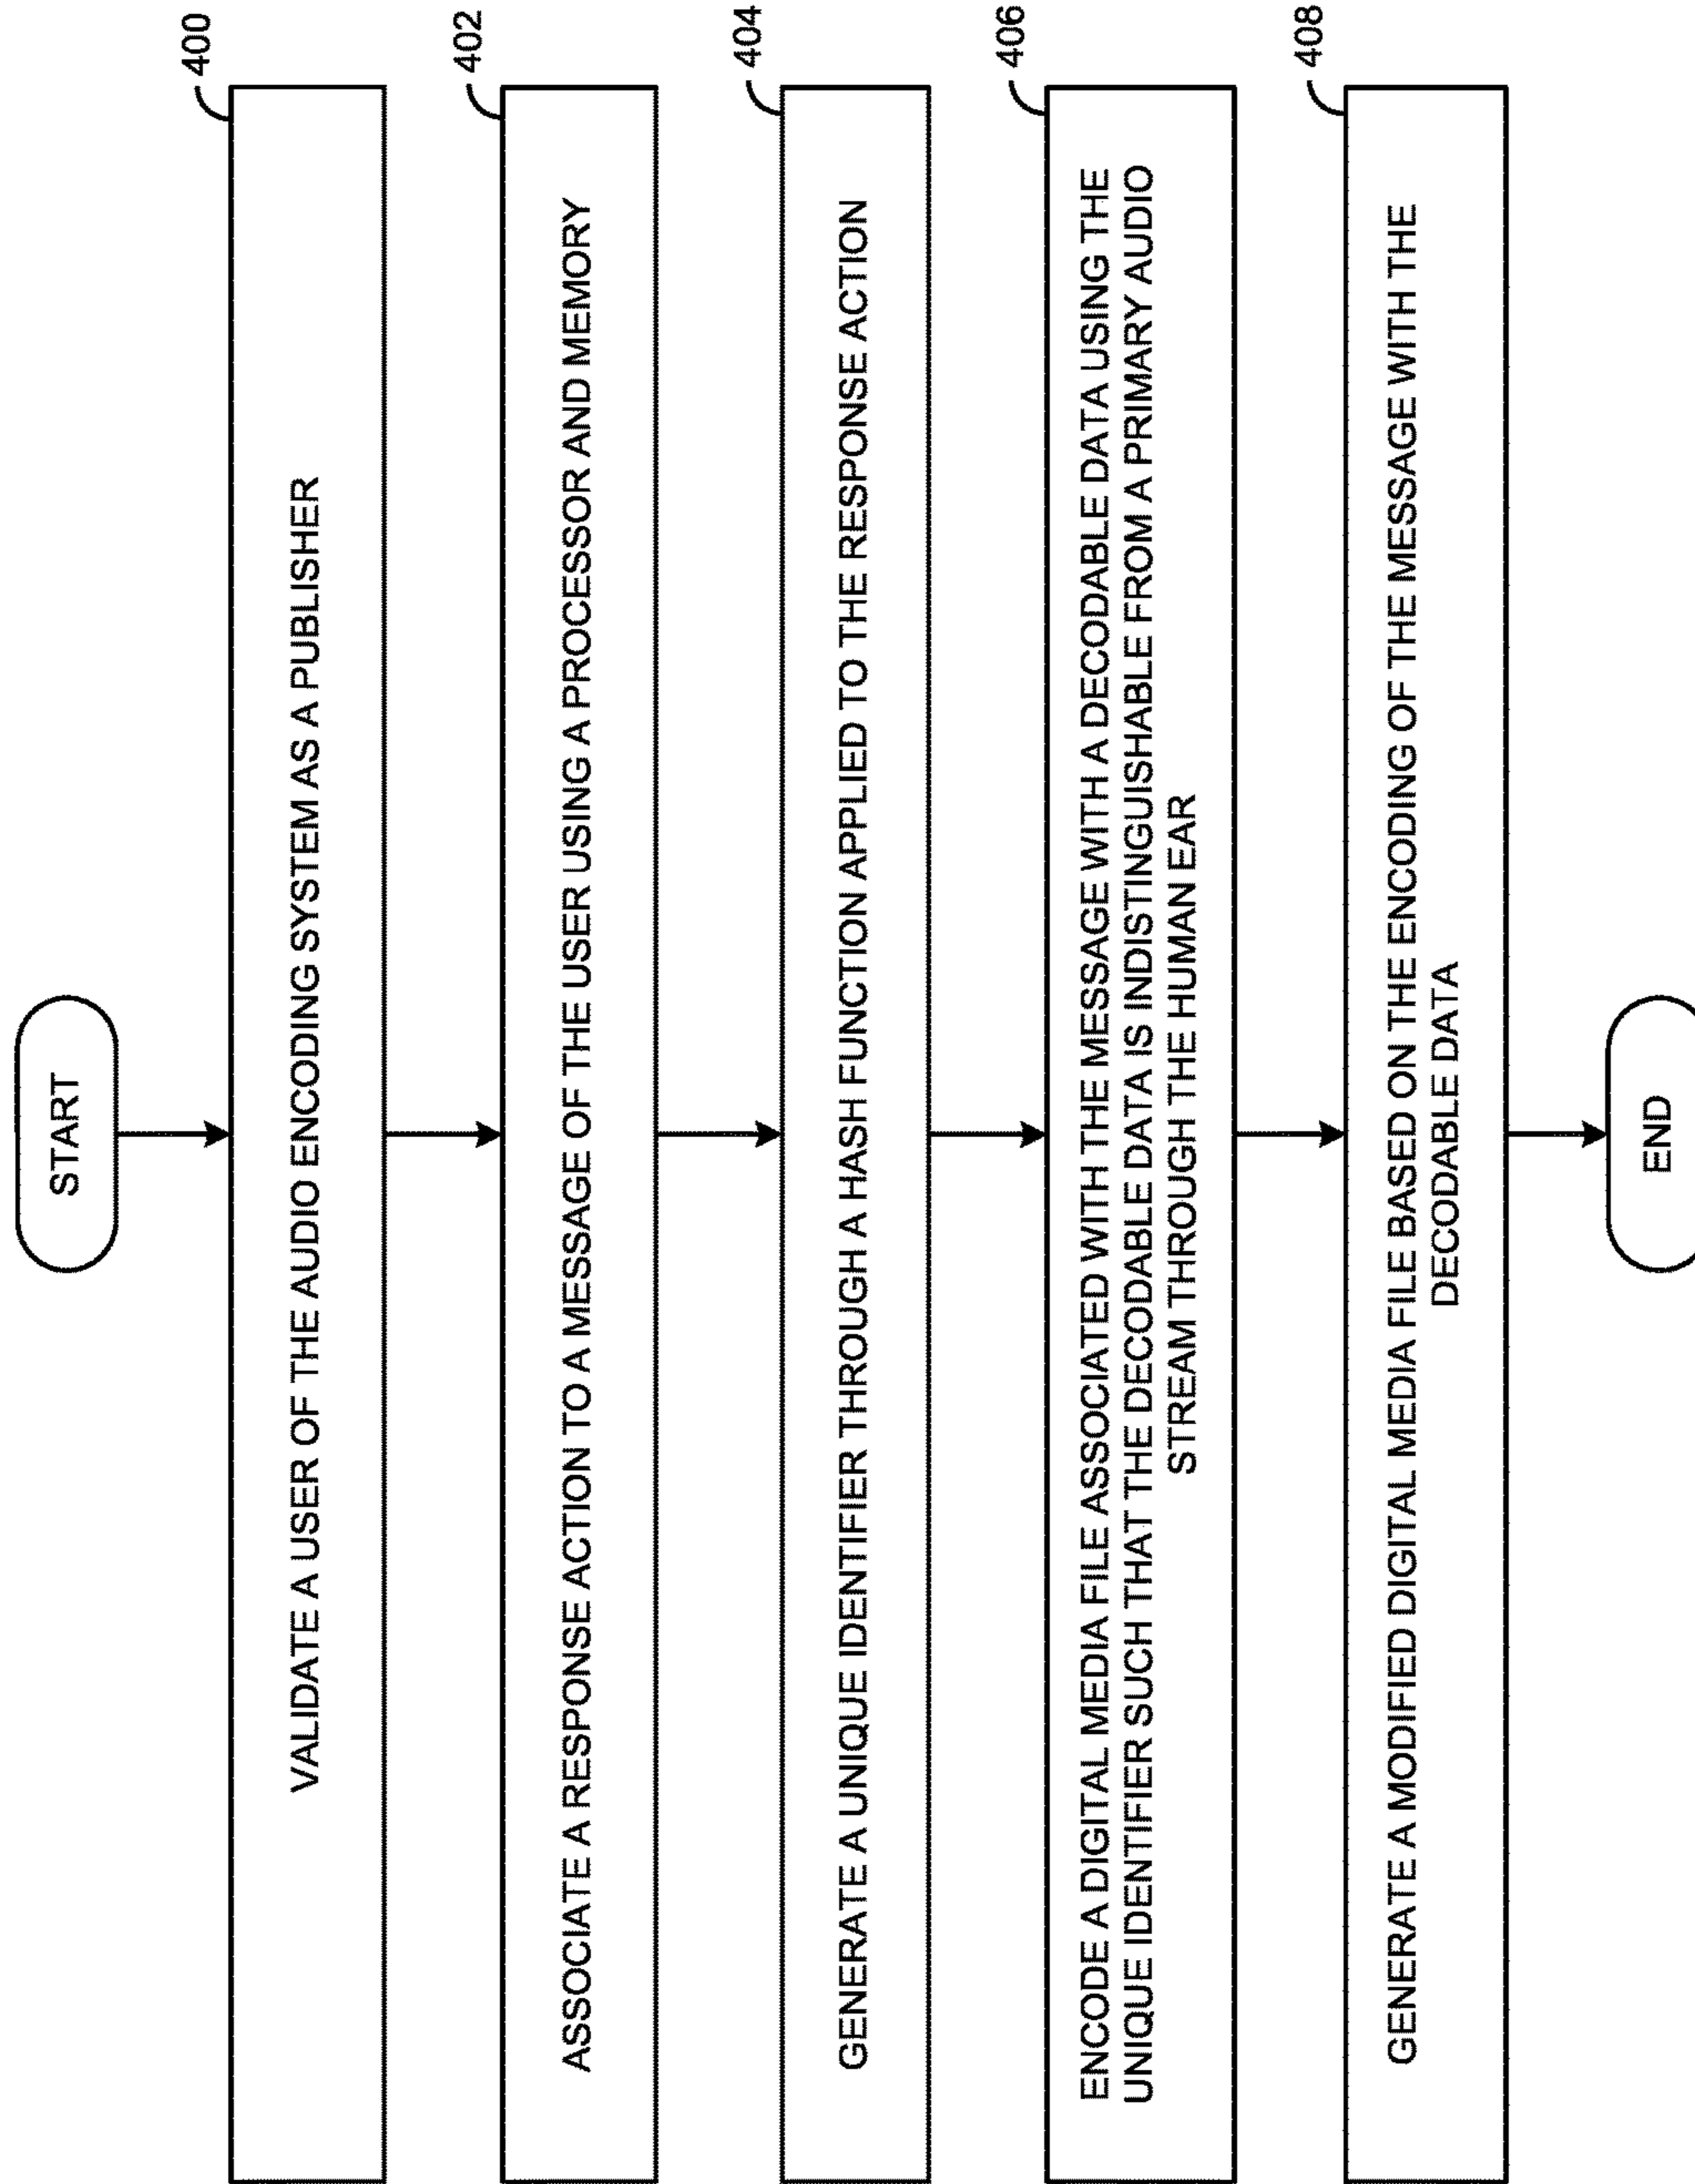 START
400
VALIDATE A USER OF THE AUDIO ENCODING SYSTEM AS A PUBLISHER
402
ASSOCIATE A RESPONSE ACTION TO A MESSAGE OF THE USER USING A PROCESSOR AND MEMORY
404
GENERATE A UNIQUE IDENTIFIER THROUGH A HASH FUNCTION APPLIED TO THE RESPONSE ACTION
406
ENCODE A DIGITAL MEDIA FILE ASSOCIATED WITH THE MESSAGE WITH A DECODABLE DATA USING THE
UNIQUE IDENTIFIER SUCH THAT THE DECODABLE DATA IS INDISTINGUISHABLE FROM A PRIMARY AUDIO
STREAM THROUGH THE HUMAN EAR
408
GENERATE A MODIFIED DIGITAL MEDIA FILE BASED ON THE ENCODING OF THE MESSAGE WITH THE
DECODABLE DATA
END